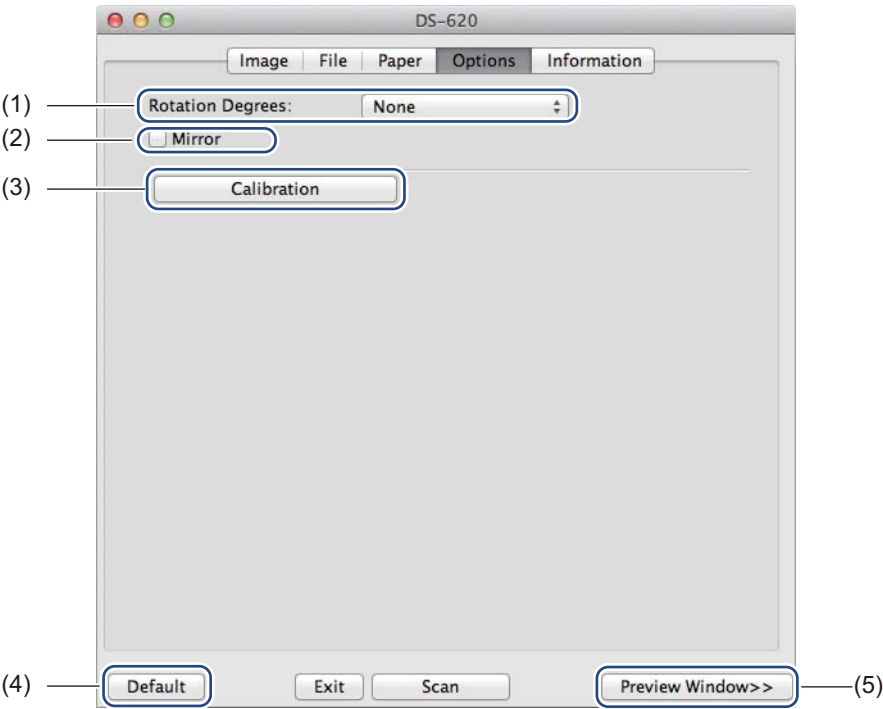 DS-620
Image File Paper Options Information
(1) Rotation Degrees: None
(2) Mirror
(3) Calibration
(4) Default Exit Scan Preview Window>> (5)